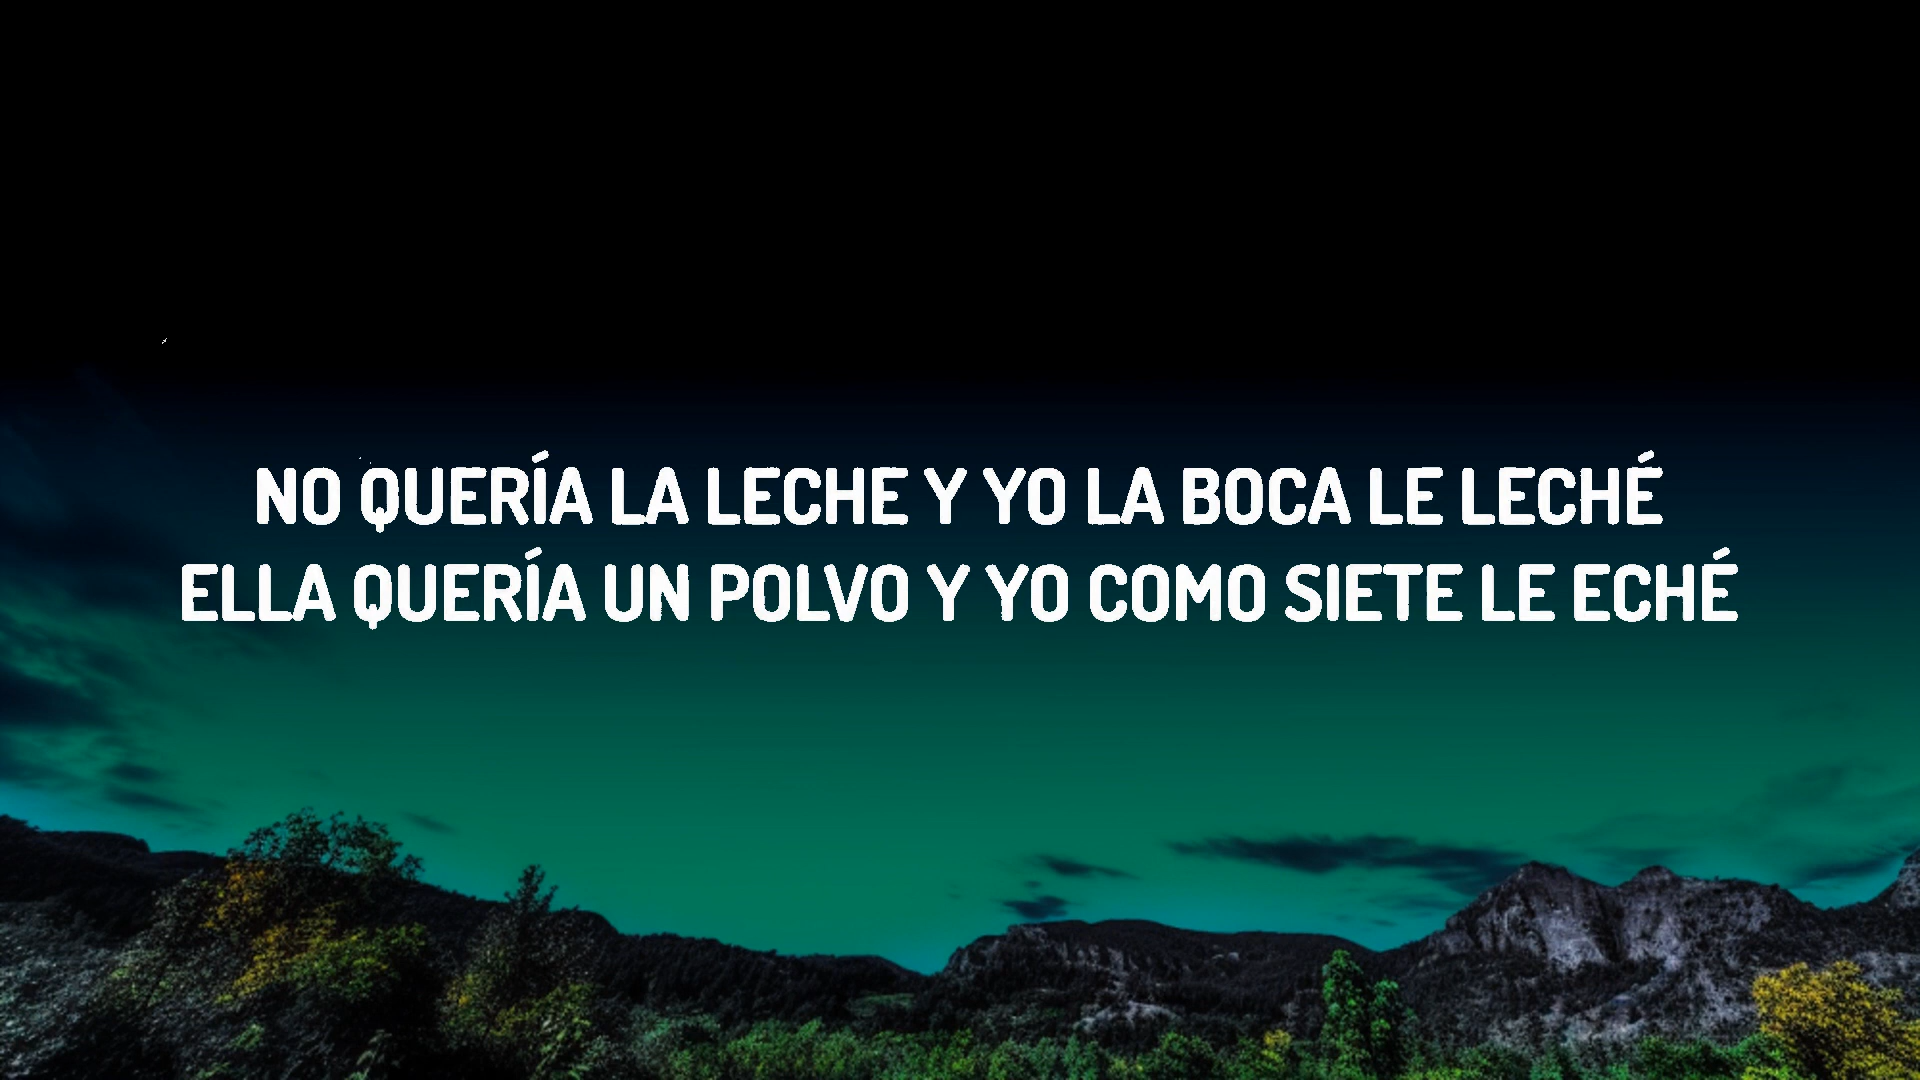 NO QUERÍA LA LECHE Y YO LA BOCA LE LECHÉ
ELLA QUERÍA UN POLVO Y YO COMO SIETE LE ECHÉ